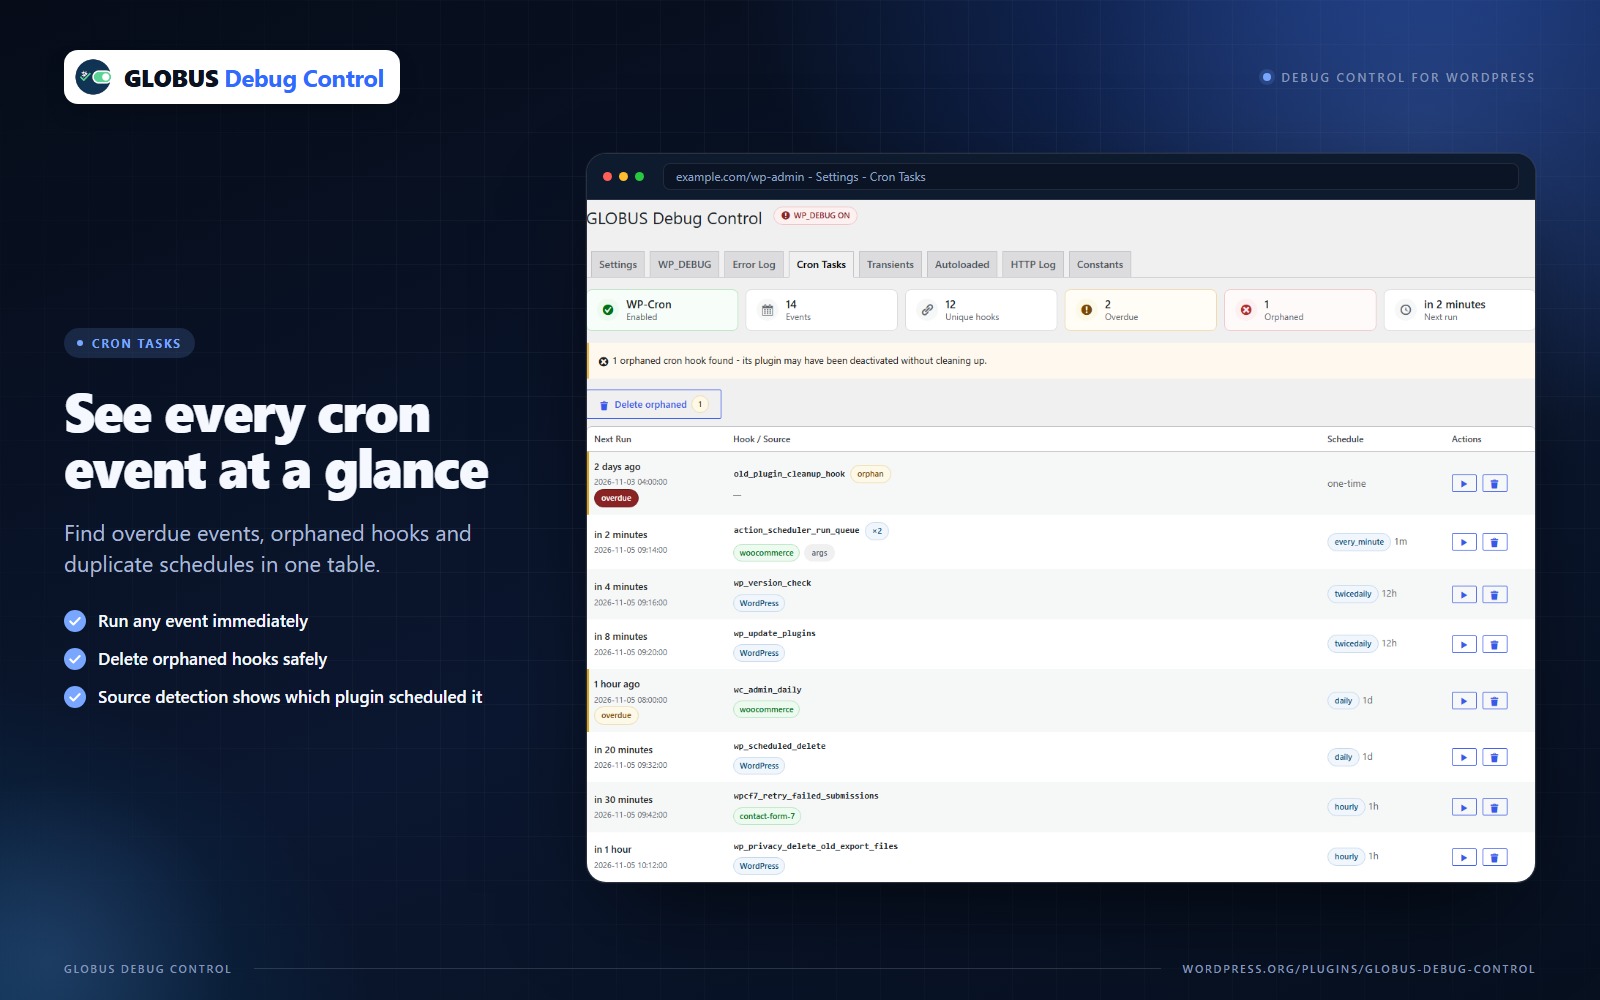 GLOBUS Debug Control
DEBUG CONTROL FOR WORDPRESS
CRON TASKS
See every cron
event at a glance
Find overdue events, orphaned hooks and
duplicate schedules in one table.
Run any event immediately
Delete orphaned hooks safely
Source detection shows which plugin scheduled it
example.com/wp-admin - Settings - Cron Tasks
GLOBUS Debug Control WP_DEBUG ON
Settings WP_DEBUG Error Log Cron Tasks Transients Autoloaded HTTP Log Constants
WP-Cron 14 12 2 1 in 2 minutes
Enabled Events Unique hooks Overdue Orphaned Next run
1 orphaned cron hook found - its plugin may have been deactivated without cleaning up.
Delete orphaned 1
Next Run Hook / Source Schedule Actions
2 days ago
2026-11-03 04:00:00
overdue
old_plugin_cleanup_hook orphan
—
one-time
in 2 minutes
2026-11-05 09:14:00
action_scheduler_run_queue ×2
woocommerce args
every_minute 1m
in 4 minutes
2026-11-05 09:16:00
wp_version_check
WordPress
twicedaily 12h
in 8 minutes
2026-11-05 09:20:00
wp_update_plugins
WordPress
twicedaily 12h
1 hour ago
2026-11-05 08:00:00
overdue
wc_admin_daily
woocommerce
daily 1d
in 20 minutes
2026-11-05 09:32:00
wp_scheduled_delete
WordPress
daily 1d
in 30 minutes
2026-11-05 09:42:00
wpcf7_retry_failed_submissions
contact-form-7
hourly 1h
in 1 hour
2026-11-05 10:12:00
wp_privacy_delete_old_export_files
WordPress
hourly 1h
GLOBUS DEBUG CONTROL
WORDPRESS.ORG/PLUGINS/GLOBUS-DEBUG-CONTROL